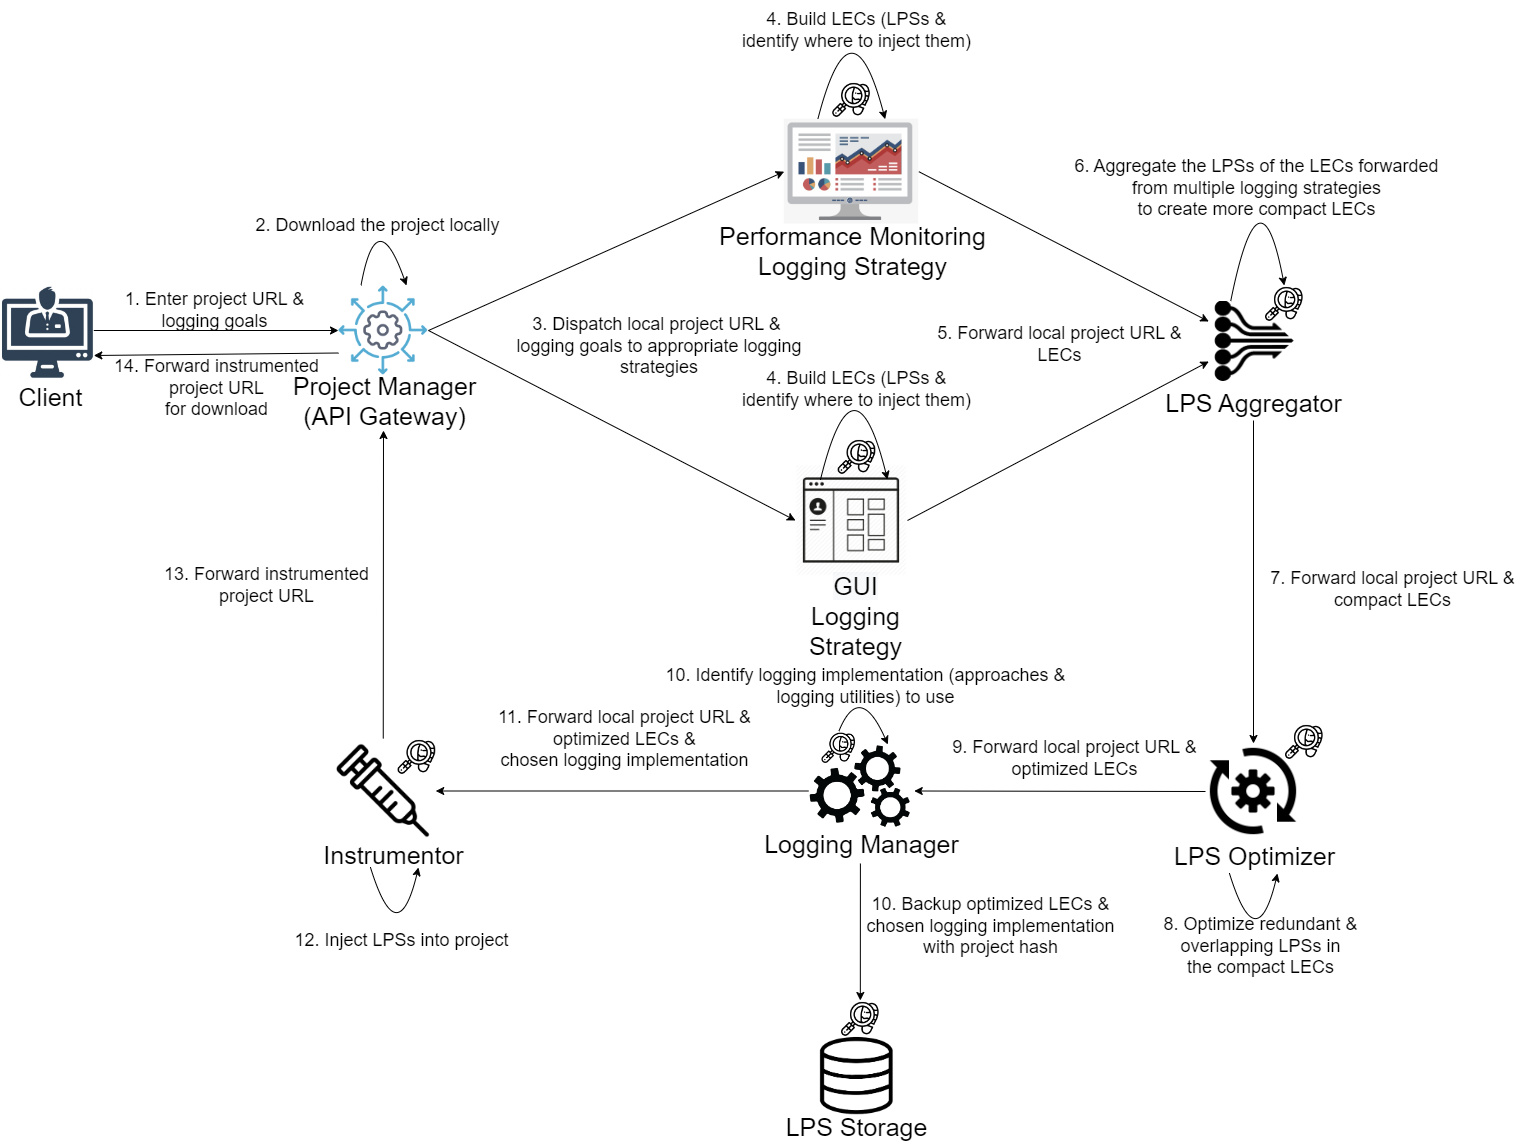 4. Build LECs (LPSs &
identify where to inject them)
Performance Monitoring
Logging Strategy
6. Aggregate the LPSs of the LECs forwarded
from multiple logging strategies
to create more compact LECs
2. Download the project locally
1. Enter project URL &
logging goals
14. Forward instrumented
project URL
for download
Client
Project Manager
(API Gateway)
3. Dispatch local project URL &
logging goals to appropriate logging
strategies
5. Forward local project URL &
LECs
LPS Aggregator
4. Build LECs (LPSs &
identify where to inject them)
GUI
Logging
Strategy
13. Forward instrumented
project URL
7. Forward local project URL &
compact LECs
10. Identify logging implementation (approaches &
logging utilities) to use
11. Forward local project URL &
optimized LECs &
chosen logging implementation
9. Forward local project URL &
optimized LECs
Instrumentor
Logging Manager
LPS Optimizer
12. Inject LPSs into project
10. Backup optimized LECs &
chosen logging implementation
with project hash
8. Optimize redundant &
overlapping LPSs in
the compact LECs
LPS Storage